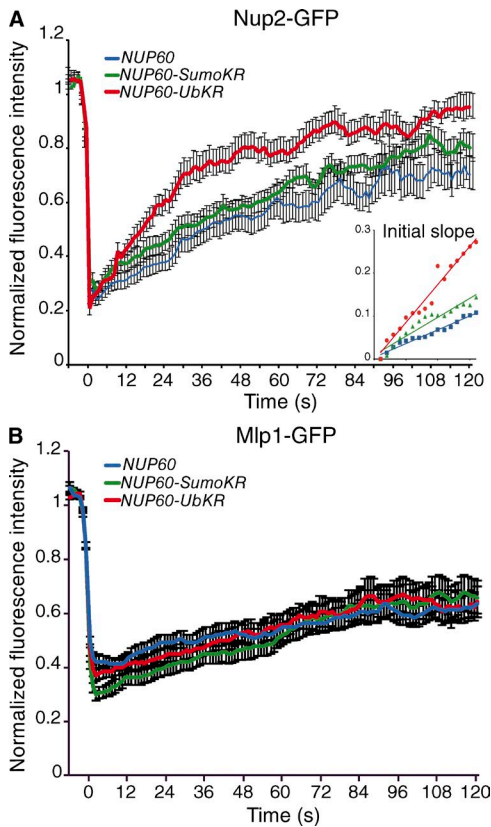 A
Nup2-GFP
Normalized fluorescence intensity
1.2
1
0.8
0.6
0.4
0.2
0
NUP60
NUP60-SumoKR
NUP60-UbKR
Initial slope
0.3
0.2
0.1
0
0 12 24 36 48 60 72 84 96 108 120
Time (s)
B
Mlp1-GFP
Normalized fluorescence intensity
1.2
1
0.8
0.6
0.4
0.2
0
NUP60
NUP60-SumoKR
NUP60-UbKR
0 12 24 36 48 60 72 84 96 108 120
Time (s)